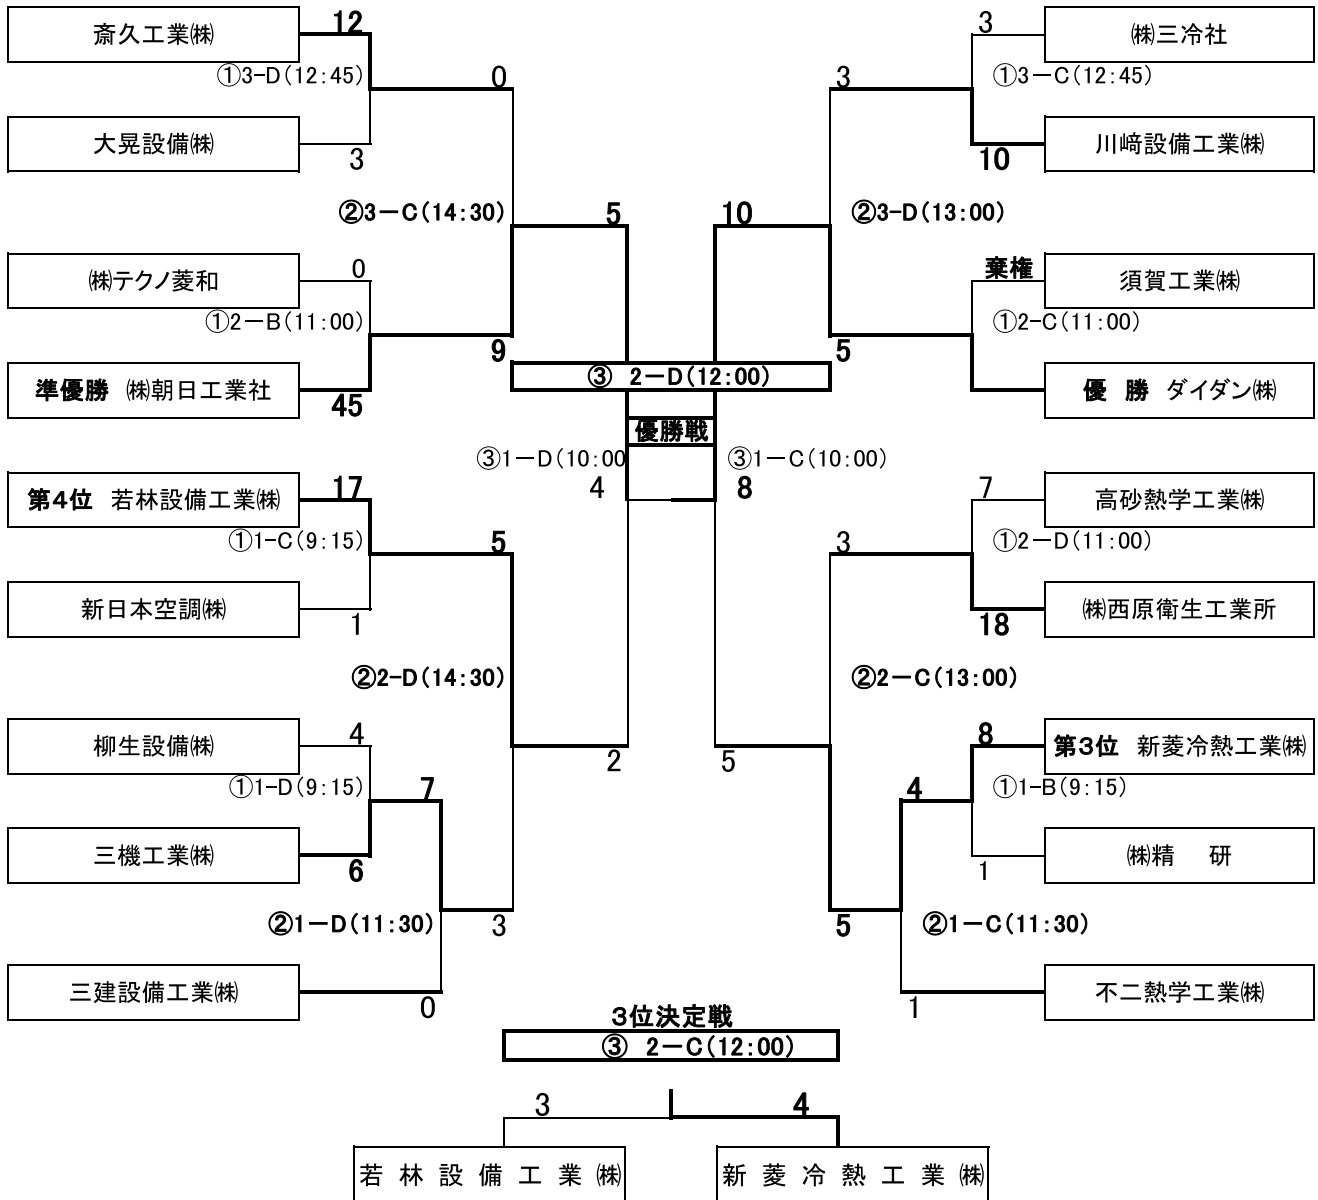 12
3
斎久工業㈱
㈱三冷社
①3-D(12:45)
0
3
①3-C(12:45)
大晃設備㈱
川﨑設備工業㈱
3
10
②3-C(14:30)
5
10
②3-D(13:00)
㈱テクノ菱和
0
棄権
須賀工業㈱
①2-B(11:00)
①2-C(11:00)
9
5
③ 2-D(12:00)
準優勝 ㈱朝日工業社
優 勝 ダイダン㈱
45
優勝戦
③1-D(10:00
③1-C(10:00)
第4位 若林設備工業㈱
17
4
8
7
高砂熱学工業㈱
①1-C(9:15)
5
3
①2-D(11:00)
新日本空調㈱
1
18
㈱西原衛生工業所
②2-D(14:30)
②2-C(13:00)
柳生設備㈱
4
8
第3位 新菱冷熱工業㈱
2
5
①1-D(9:15)
7
4
①1-B(9:15)
三機工業㈱
6
1
㈱精 研
②1-D(11:30)
3
5
②1-C(11:30)
三建設備工業㈱
不二熱学工業㈱
0
1
3位決定戦
③ 2-C(12:00)
3
4
若林設備工業㈱
新菱冷熱工業㈱